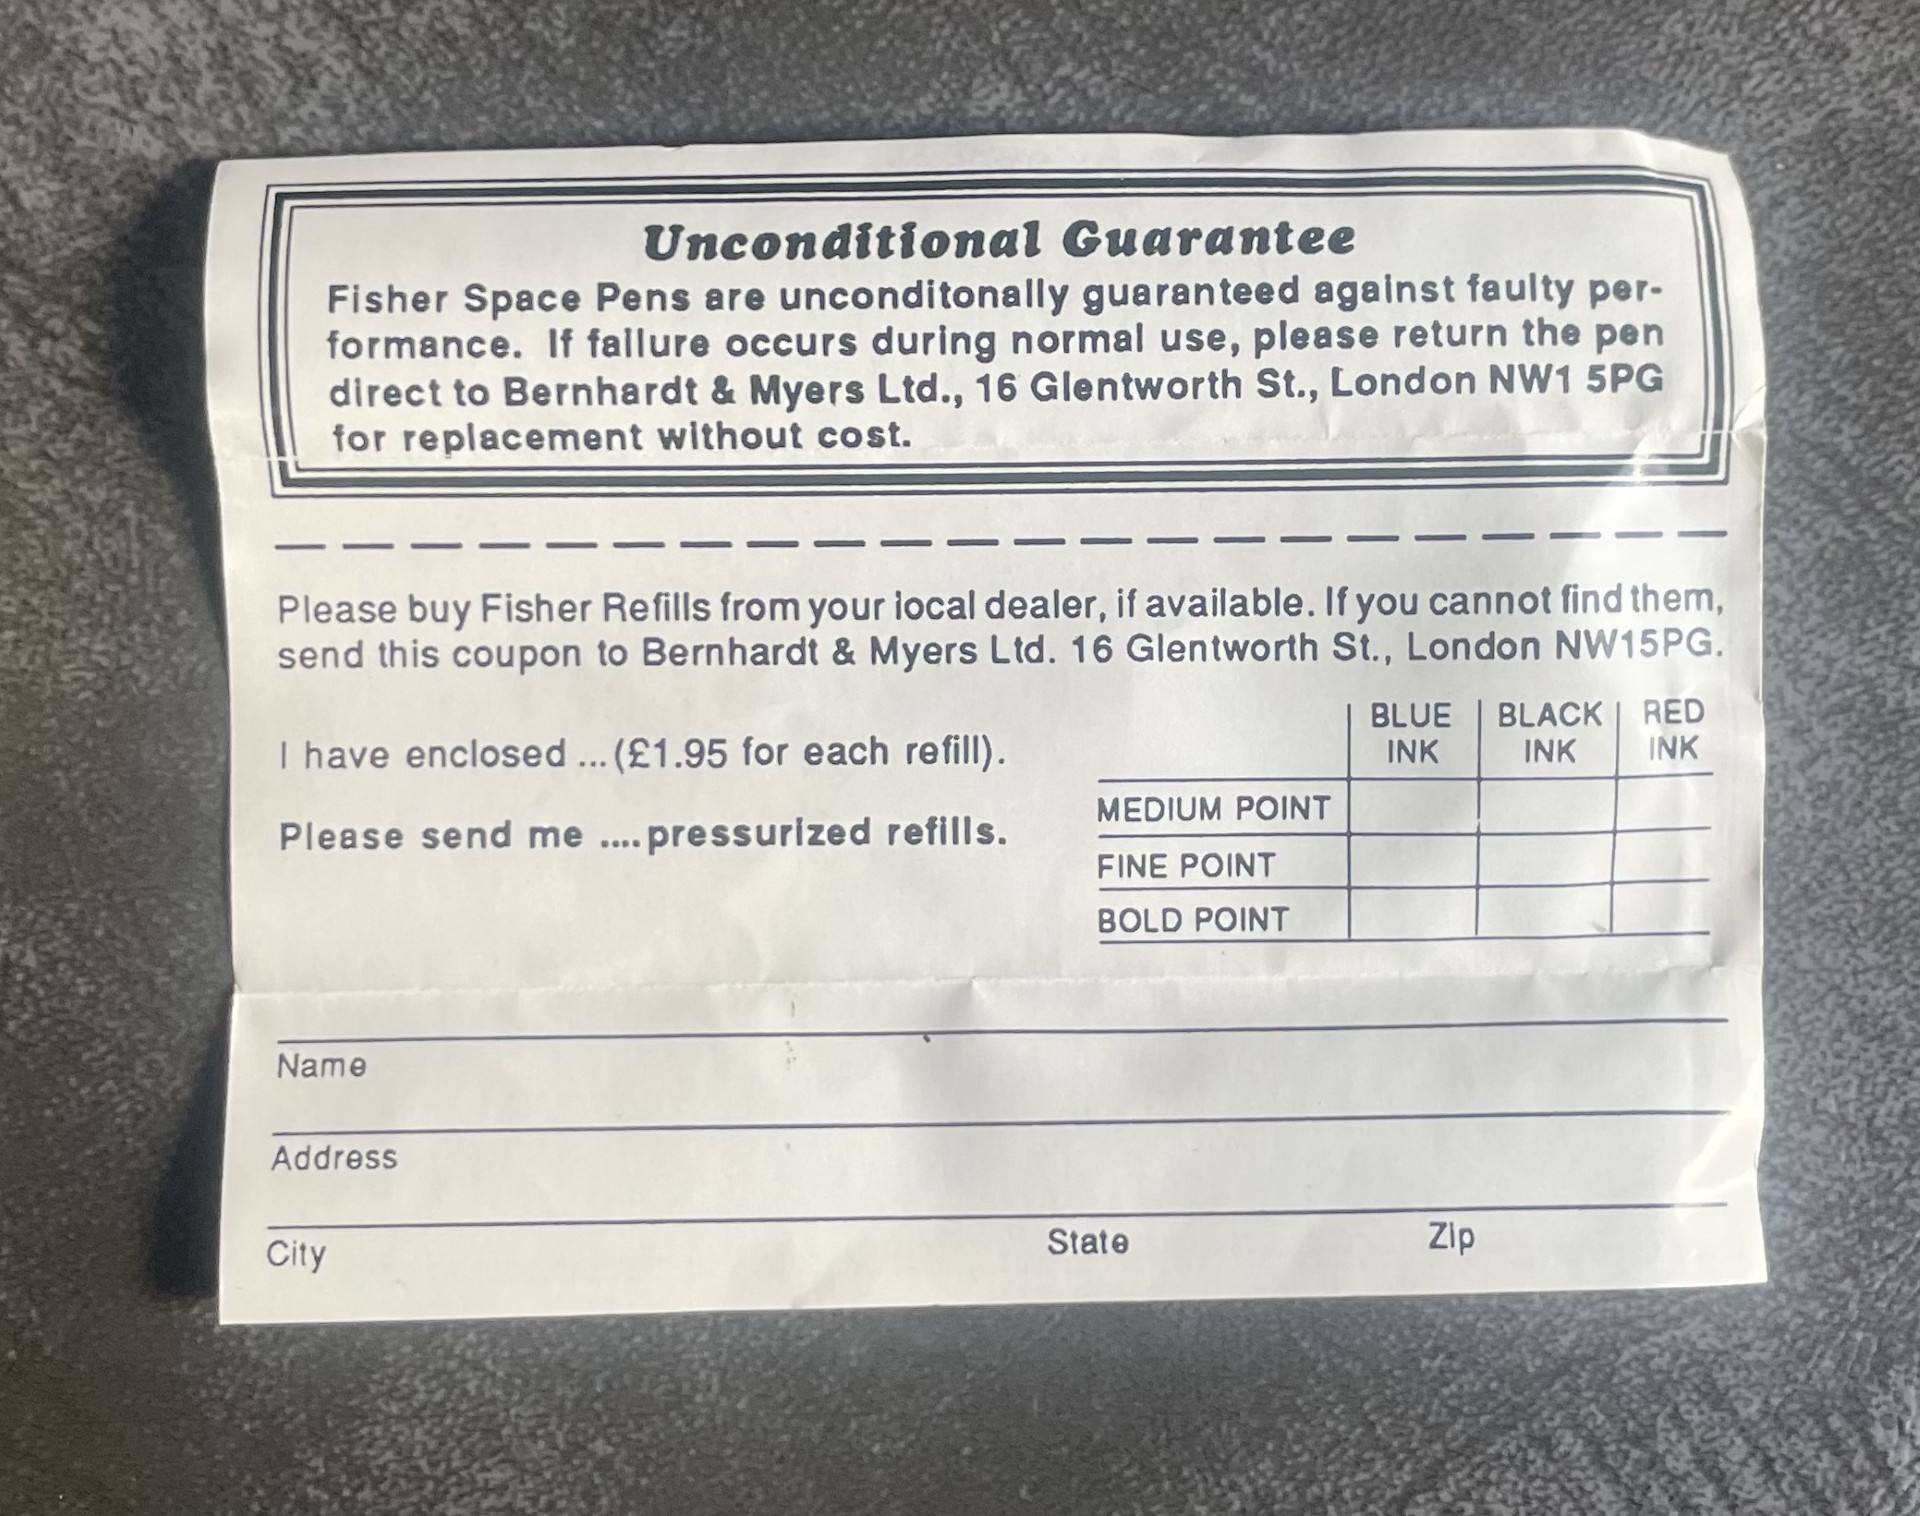 Unconditional Guarantee
Fisher Space Pens are unconditonally guaranteed against faulty per-
formance. If failure occurs during normal use, please return the pen
direct to Bernhardt & Myers Ltd., 16 Glentworth St., London NW1 5PG
for replacement without cost.
Please buy Fisher Refills from your local dealer, if available. If you cannot find them,
send this coupon to Bernhardt & Myers Ltd. 16 Glentworth St., London NW15PG.
I have enclosed ... (£1.95 for each refill).
Please send me .... pressurized refills.
BLUE INK BLACK INK RED INK
MEDIUM POINT
FINE POINT
BOLD POINT
Name
Address
City State Zip